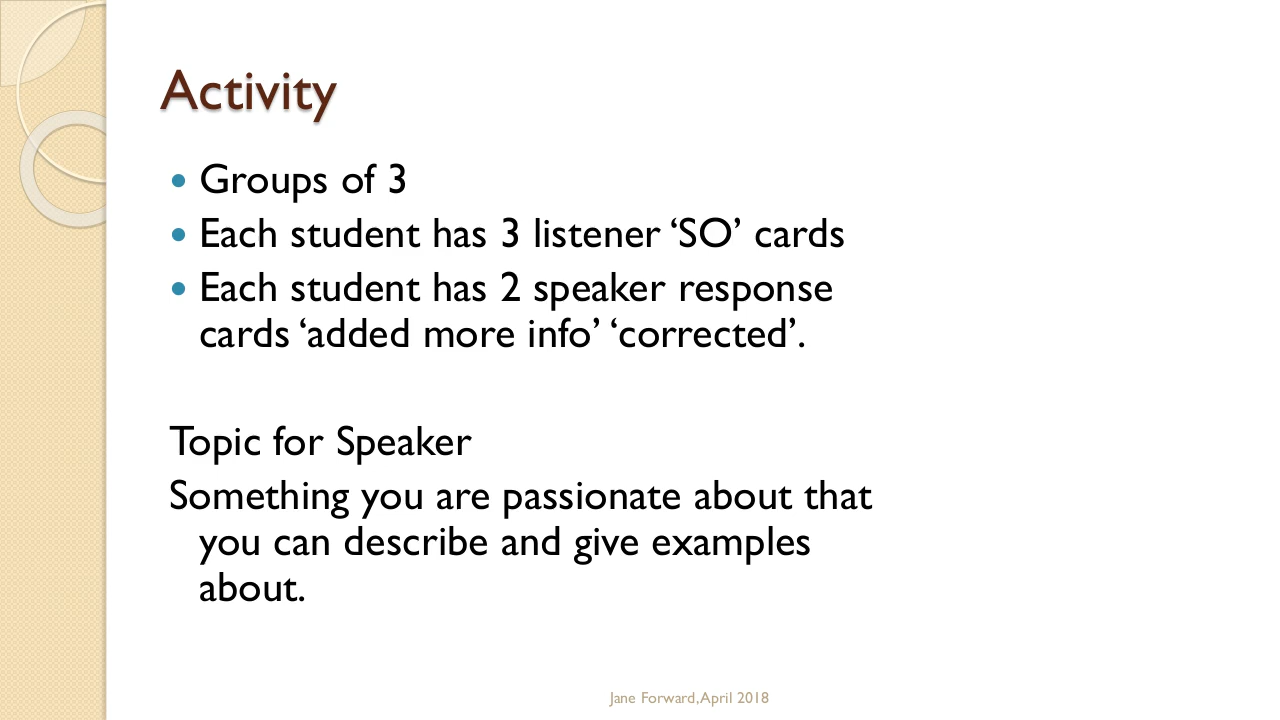 Activity
• Groups of 3
• Each student has 3 listener ‘SO’ cards
• Each student has 2 speaker response
cards ‘added more info’ ‘corrected’.
Topic for Speaker
Something you are passionate about that
you can describe and give examples
about.
Jane Forward, April 2018